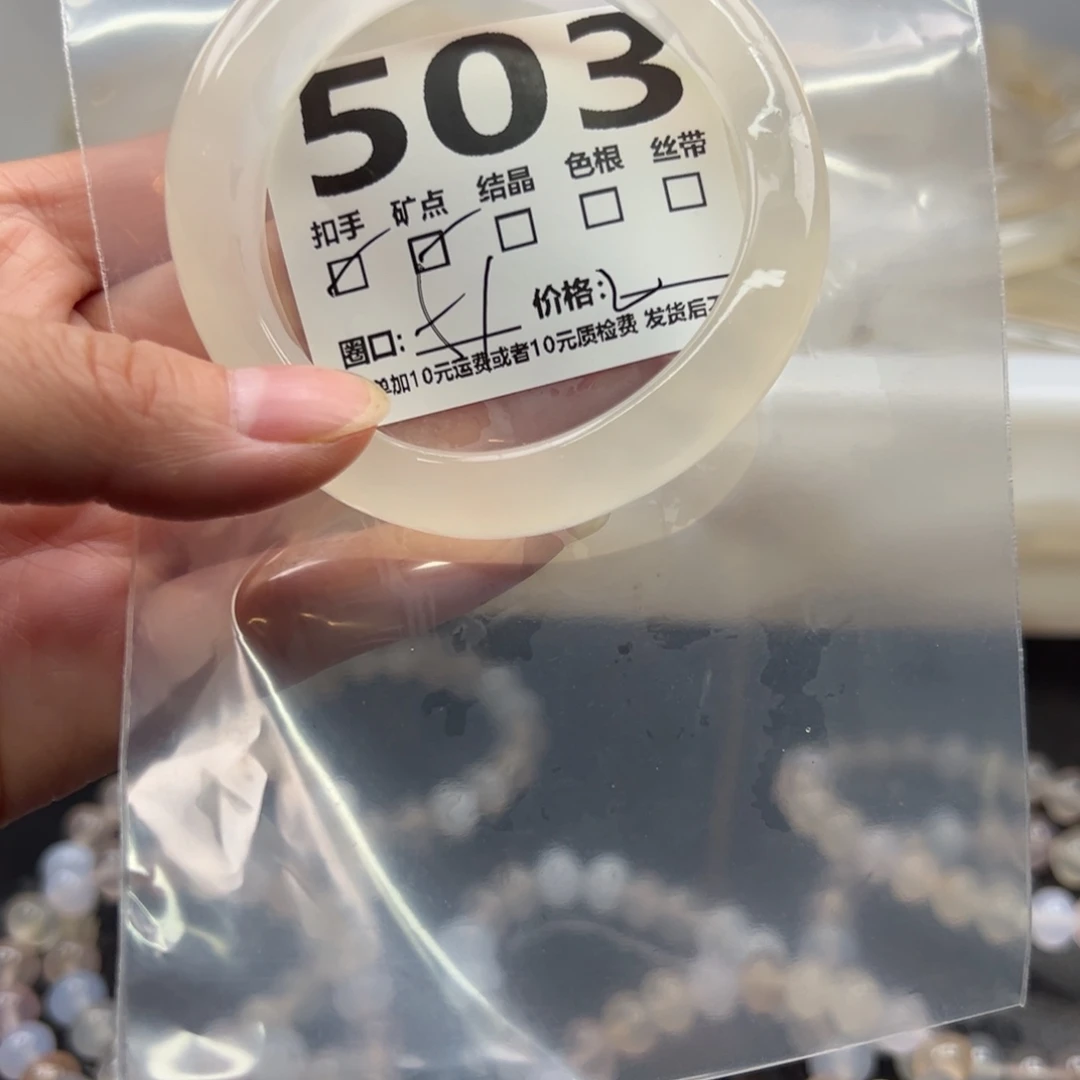 503
扣手 矿点 结晶 色根 丝带
圈口: 价格:
单加10元运费或者10元质检费 发货后